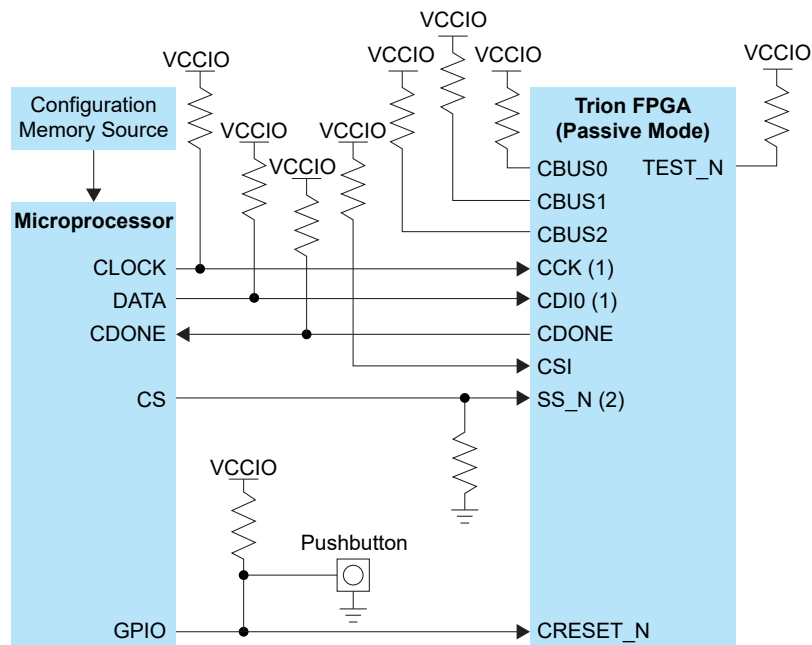 VCCIO
VCCIO
VCCIO
VCCIO
VCCIO
Configuration
Memory Source
Trion FPGA
(Passive Mode)
VCCIO
VCCIO
VCCIO
CBUS0
TEST_N
CBUS1
Microprocessor
CBUS2
CLOCK
CCK (1)
DATA
CDI0 (1)
CDONE
CDONE
CSI
CS
SS_N (2)
VCCIO
Pushbutton
GPIO
CRESET_N